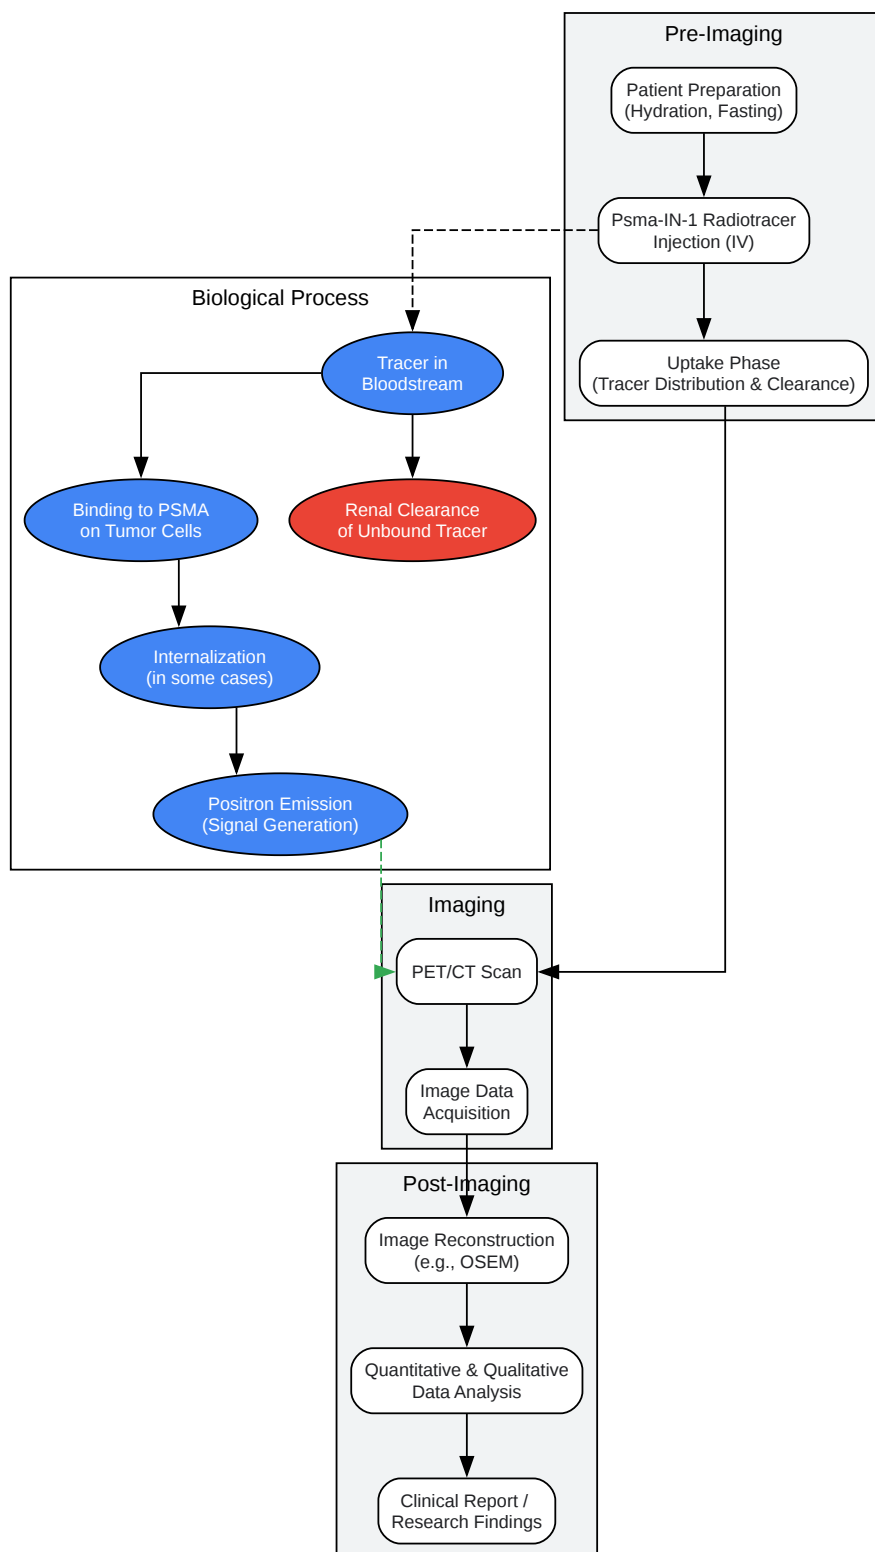 Pre-Imaging
Patient Preparation
(Hydration, Fasting)
Psma-IN-1 Radiotracer
Injection (IV)
Uptake Phase
(Tracer Distribution & Clearance)
Biological Process
Tracer in
Bloodstream
Binding to PSMA
on Tumor Cells
Renal Clearance
of Unbound Tracer
Internalization
(in some cases)
Positron Emission
(Signal Generation)
Imaging
PET/CT Scan
Image Data
Acquisition
Post-Imaging
Image Reconstruction
(e.g., OSEM)
Quantitative & Qualitative
Data Analysis
Clinical Report /
Research Findings